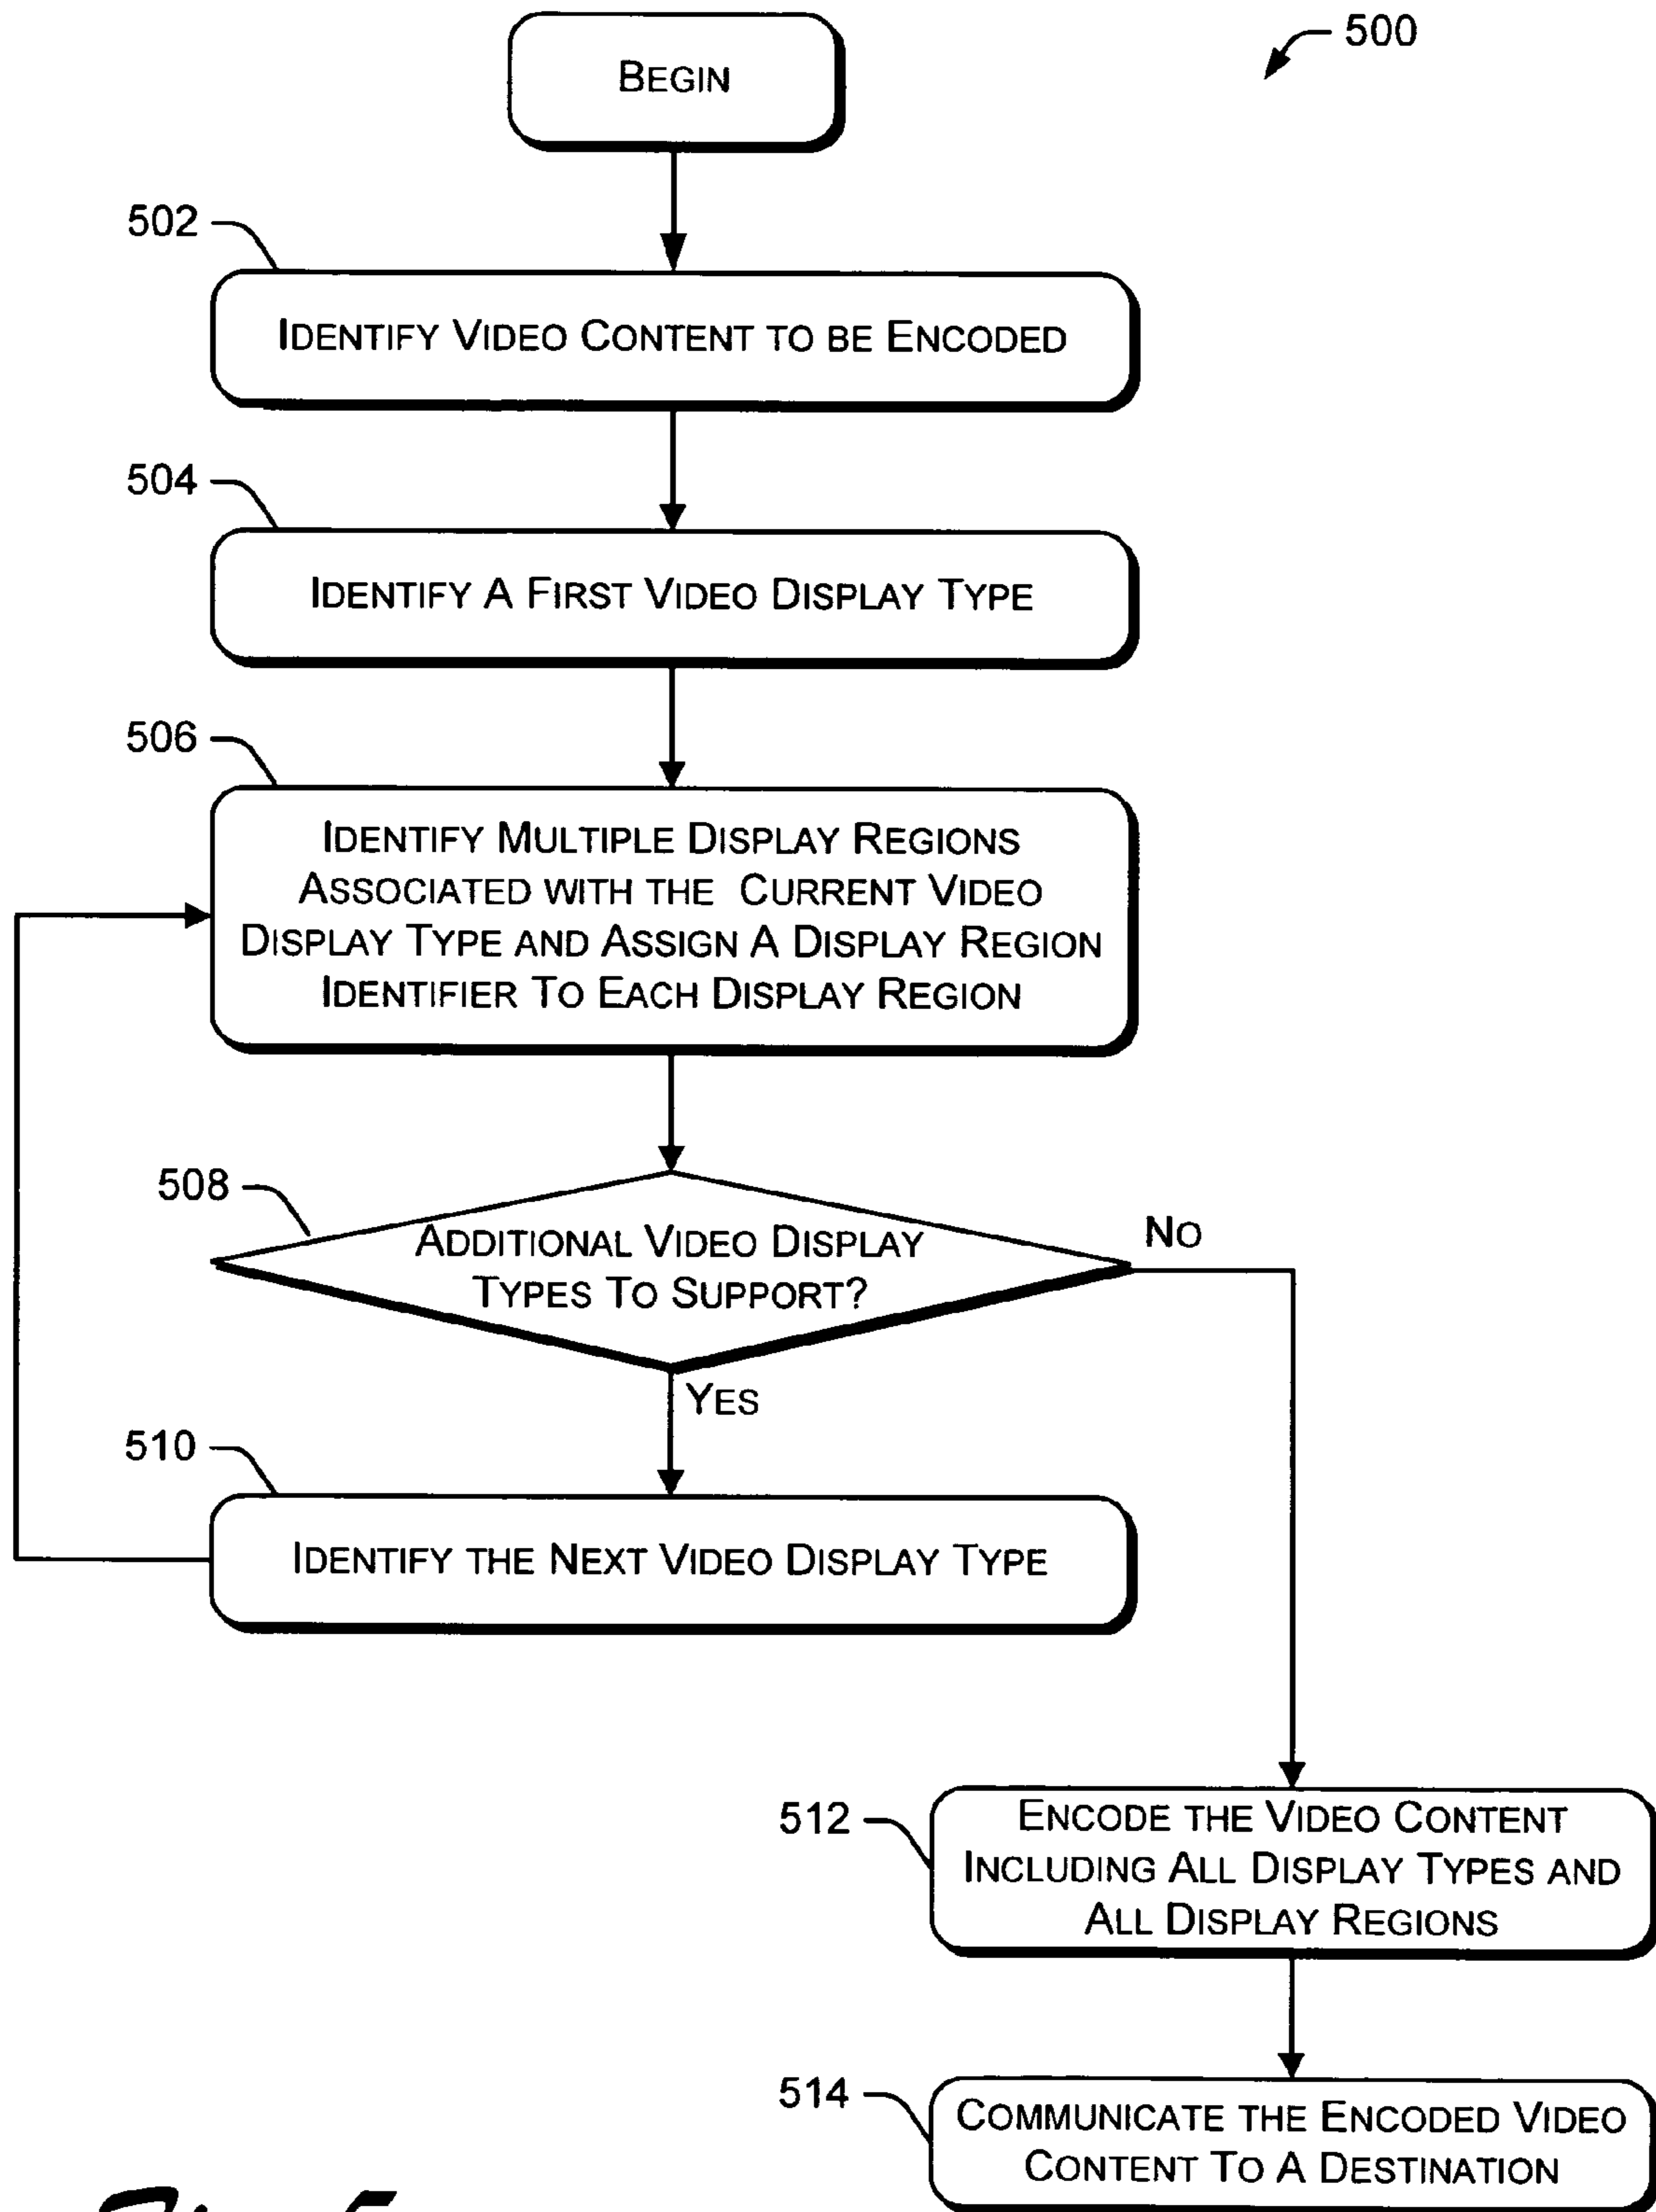 BEGIN
500
502
IDENTIFY VIDEO CONTENT TO BE ENCODED
504
IDENTIFY A FIRST VIDEO DISPLAY TYPE
506
IDENTIFY MULTIPLE DISPLAY REGIONS
ASSOCIATED WITH THE CURRENT VIDEO
DISPLAY TYPE AND ASSIGN A DISPLAY REGION
IDENTIFIER TO EACH DISPLAY REGION
508
ADDITIONAL VIDEO DISPLAY
TYPES TO SUPPORT?
NO
YES
510
IDENTIFY THE NEXT VIDEO DISPLAY TYPE
512
ENCODE THE VIDEO CONTENT
INCLUDING ALL DISPLAY TYPES AND
ALL DISPLAY REGIONS
514
COMMUNICATE THE ENCODED VIDEO
CONTENT TO A DESTINATION